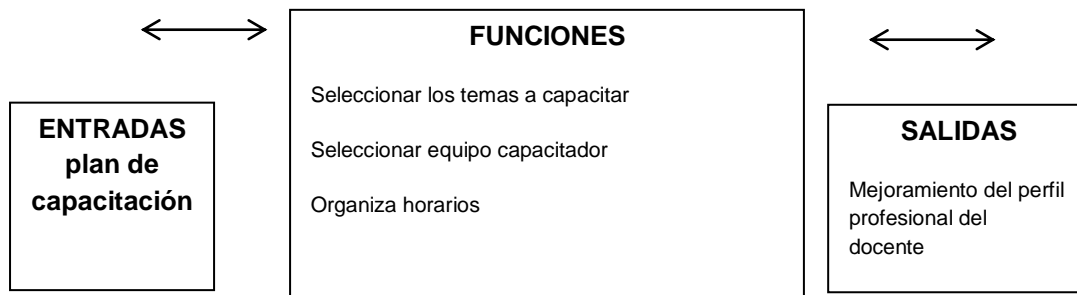 ENTRADAS
plan de
capacitación
FUNCIONES
Seleccionar los temas a capacitar
Seleccionar equipo capacitador
Organiza horarios
SALIDAS
Mejoramiento del perfil
profesional del
docente